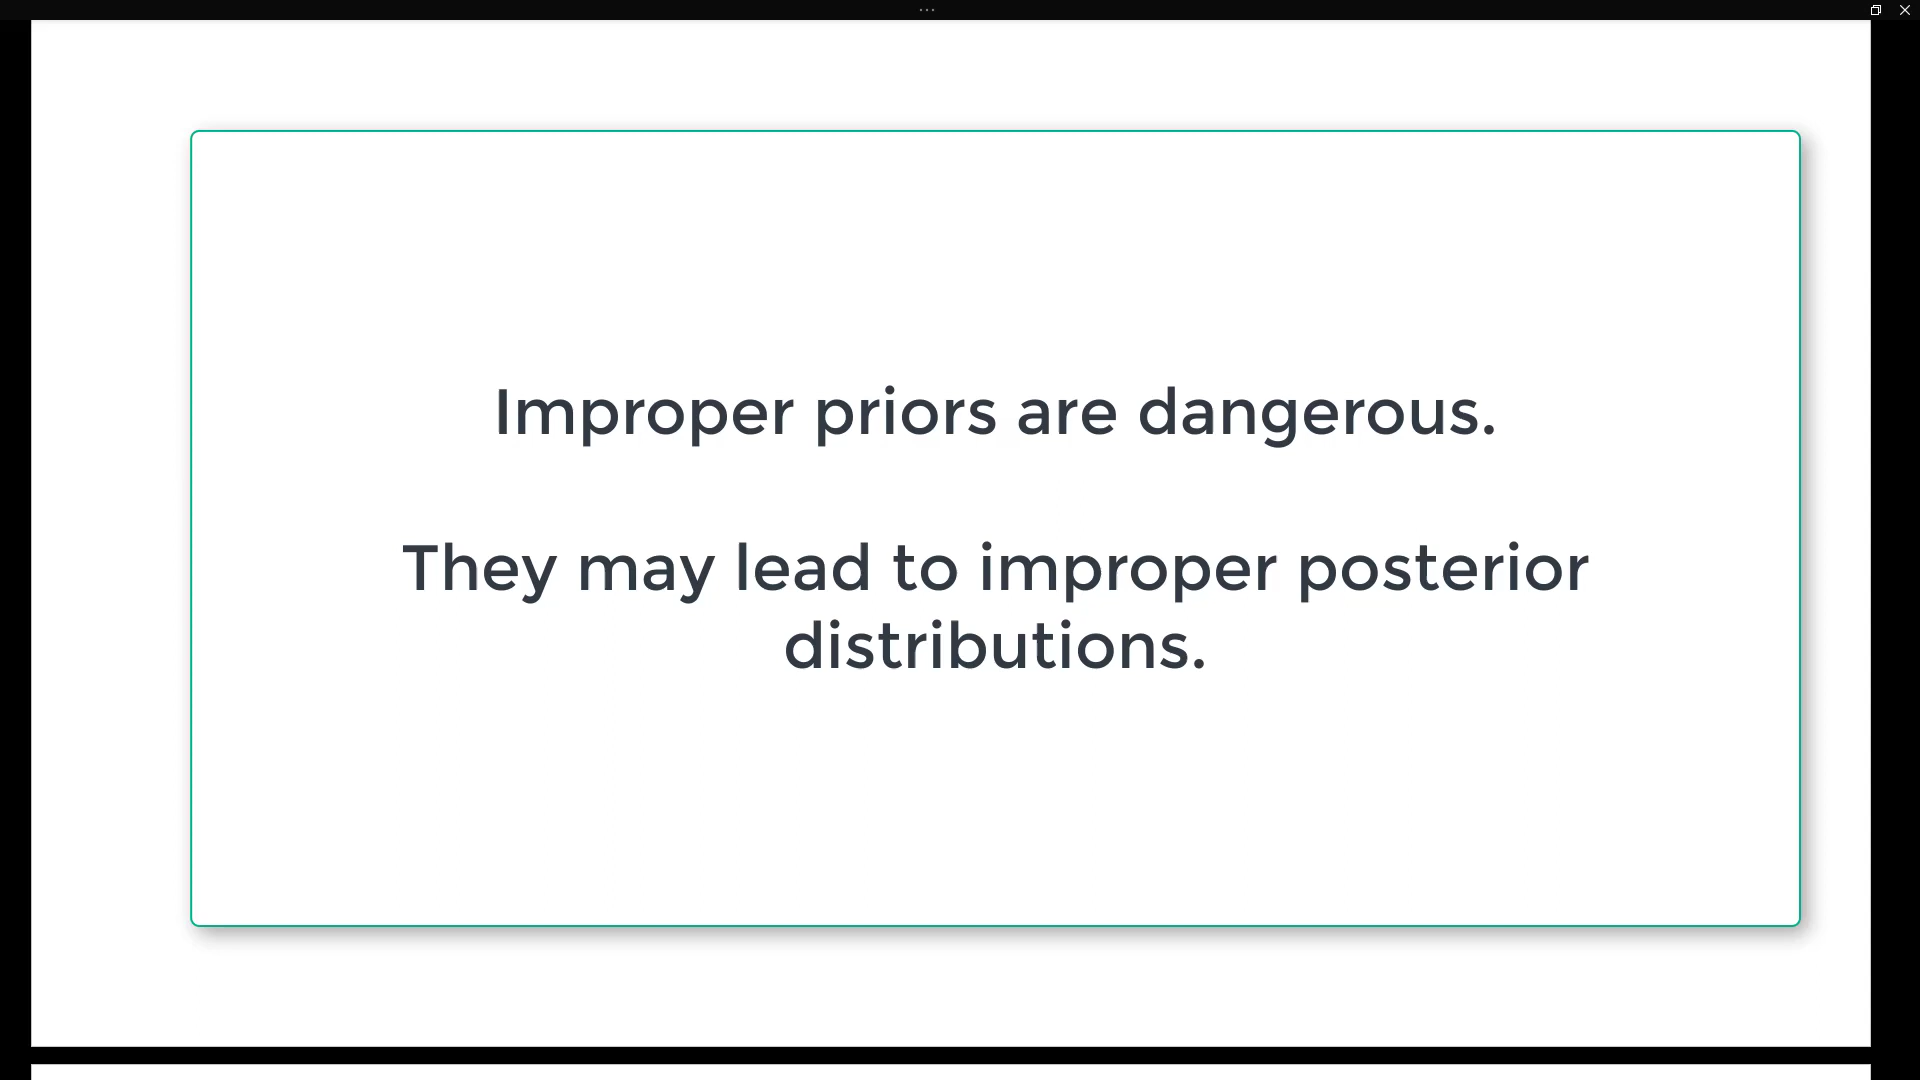 Improper priors are dangerous.
They may lead to improper posterior
distributions.